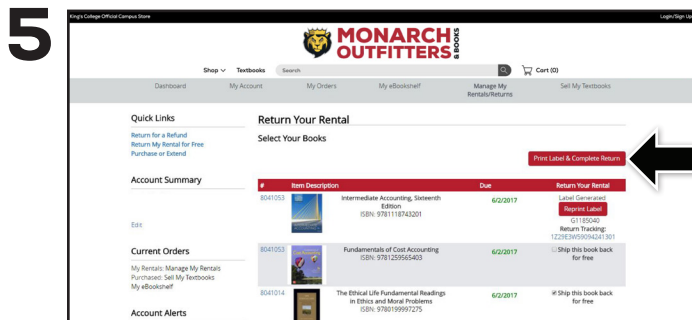 5
King's College Official Campus Store
Login/Sign Up
MONARCH
OUTFITTERS
& BOOKS
Shop Textbooks Search Cart (0)
Dashboard My Account My Orders My eBookshelf Manage My Rentals/Returns Sell My Textbooks
Quick Links
Return for a Refund
Return My Rental for Free
Purchase or Extend
Account Summary
Edit
Current Orders
My Rentals: Manage My Rentals
Purchased: Sell My Textbooks
My eBookshelf
Account Alerts
Return Your Rental
Select Your Books
Print Label & Complete Return
# Item Description Due Return Your Rental
8041053
Intermediate Accounting, Sixteenth
Edition
ISBN: 9781118743201
6/2/2017
Label Generated
Reprint Label
G1185040
Return Tracking:
1Z29E3W59094241301
8041053
Fundamentals of Cost Accounting
ISBN: 9781259565403
6/2/2017
Ship this book back
for free
8041014
The Ethical Life Fundamental Readings
in Ethics and Moral Problems
ISBN: 9780199997275
6/2/2017
Ship this book back
for free